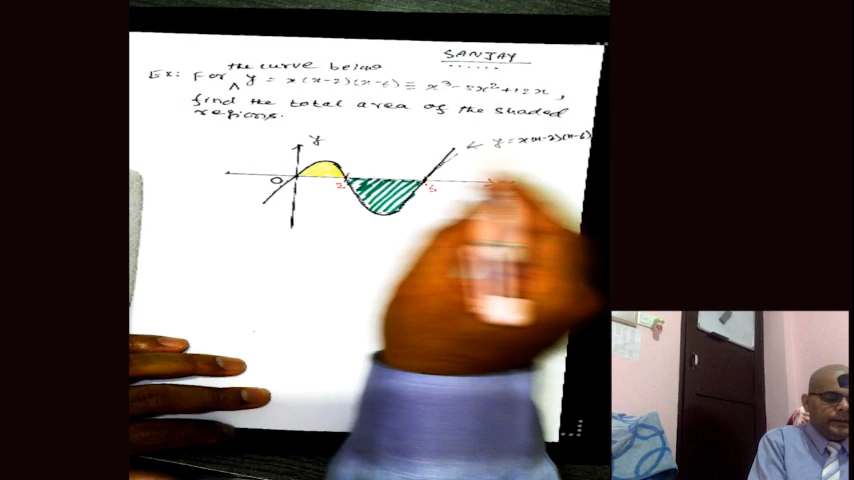 SANJAY
the curve below
Ex: For y = x(x-2)(x-6) ≡ x³-8x²+12x,
find the total area of the shaded
regions.
y
y = x(x-2)(x-6)
O
2
6